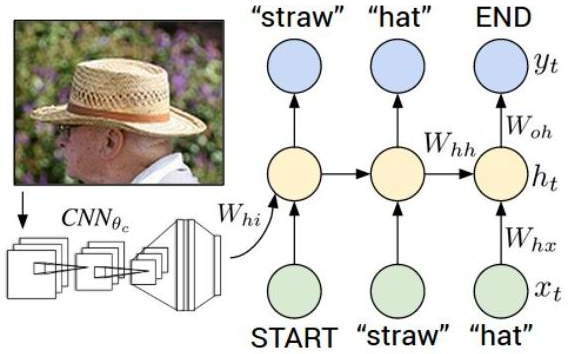 “straw” “hat” END
y_t
W_hh W_oh
CNN_θc W_hi h_t
W_hx
x_t
START “straw” “hat”